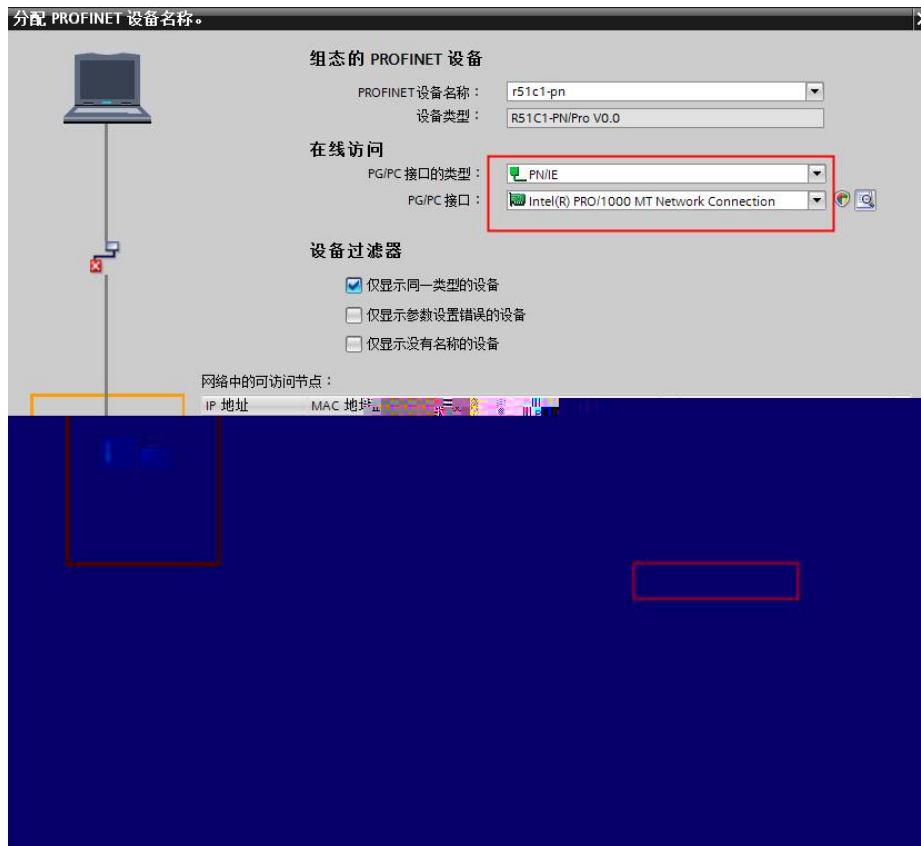 分配 PROFINET 设备名称。
组态的 PROFINET 设备
PROFINET设备名称：
r51c1-pn
设备类型：
R51C1-PN/Pro V0.0
在线访问
PG/PC 接口的类型：
PN/IE
PG/PC 接口：
Intel(R) PRO/1000 MT Network Connection
设备过滤器
仅显示同一类型的设备
仅显示参数设置错误的设备
仅显示没有名称的设备
网络中的可访问节点：
IP 地址 MAC 地址